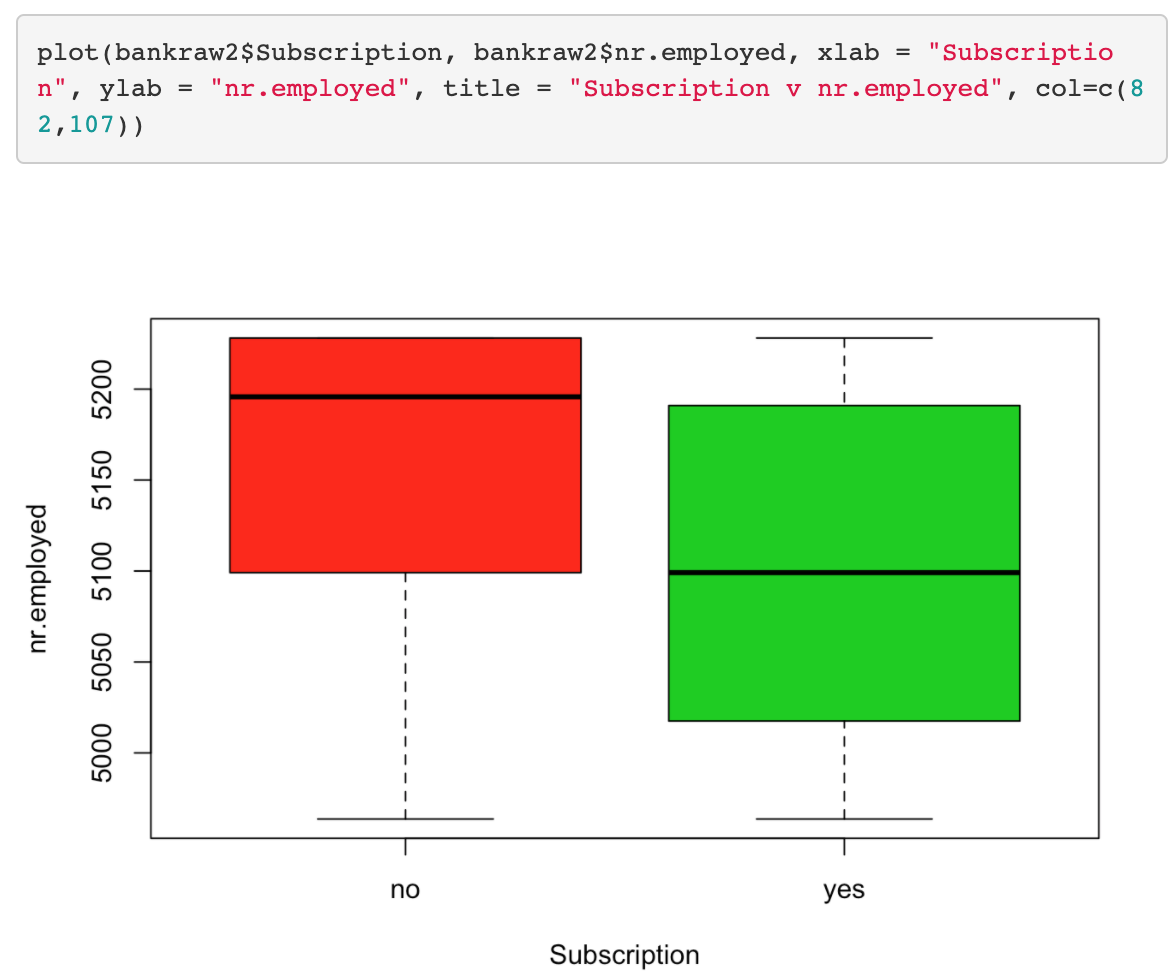 plot(bankraw2$Subscription, bankraw2$nr.employed, xlab = "Subscriptio
n", ylab = "nr.employed", title = "Subscription v nr.employed", col=c(8
2,107))
5200
5150
5100
5050
5000
nr.employed
no yes
Subscription